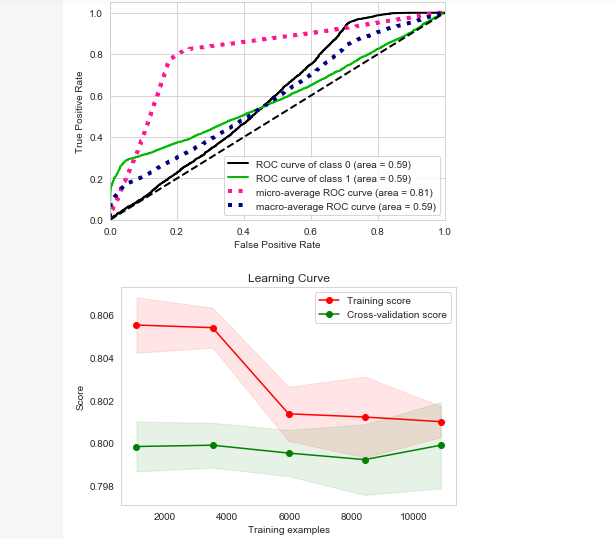 1.0
0.8
0.6
0.4
0.2
0.0
True Positive Rate
ROC curve of class 0 (area = 0.59)
ROC curve of class 1 (area = 0.59)
micro-average ROC curve (area = 0.81)
macro-average ROC curve (area = 0.59)
0.0 0.2 0.4 0.6 0.8 1.0
False Positive Rate
Learning Curve
Training score
Cross-validation score
0.806
0.804
0.802
0.800
0.798
Score
2000 4000 6000 8000 10000
Training examples